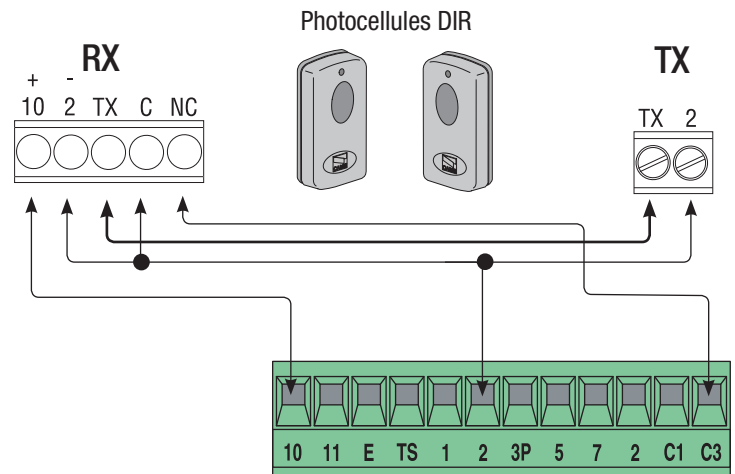 Photocellules DIR
RX
TX
+ -
10 2 TX C NC
TX 2
10 11 E TS 1 2 3P 5 7 2 C1 C3